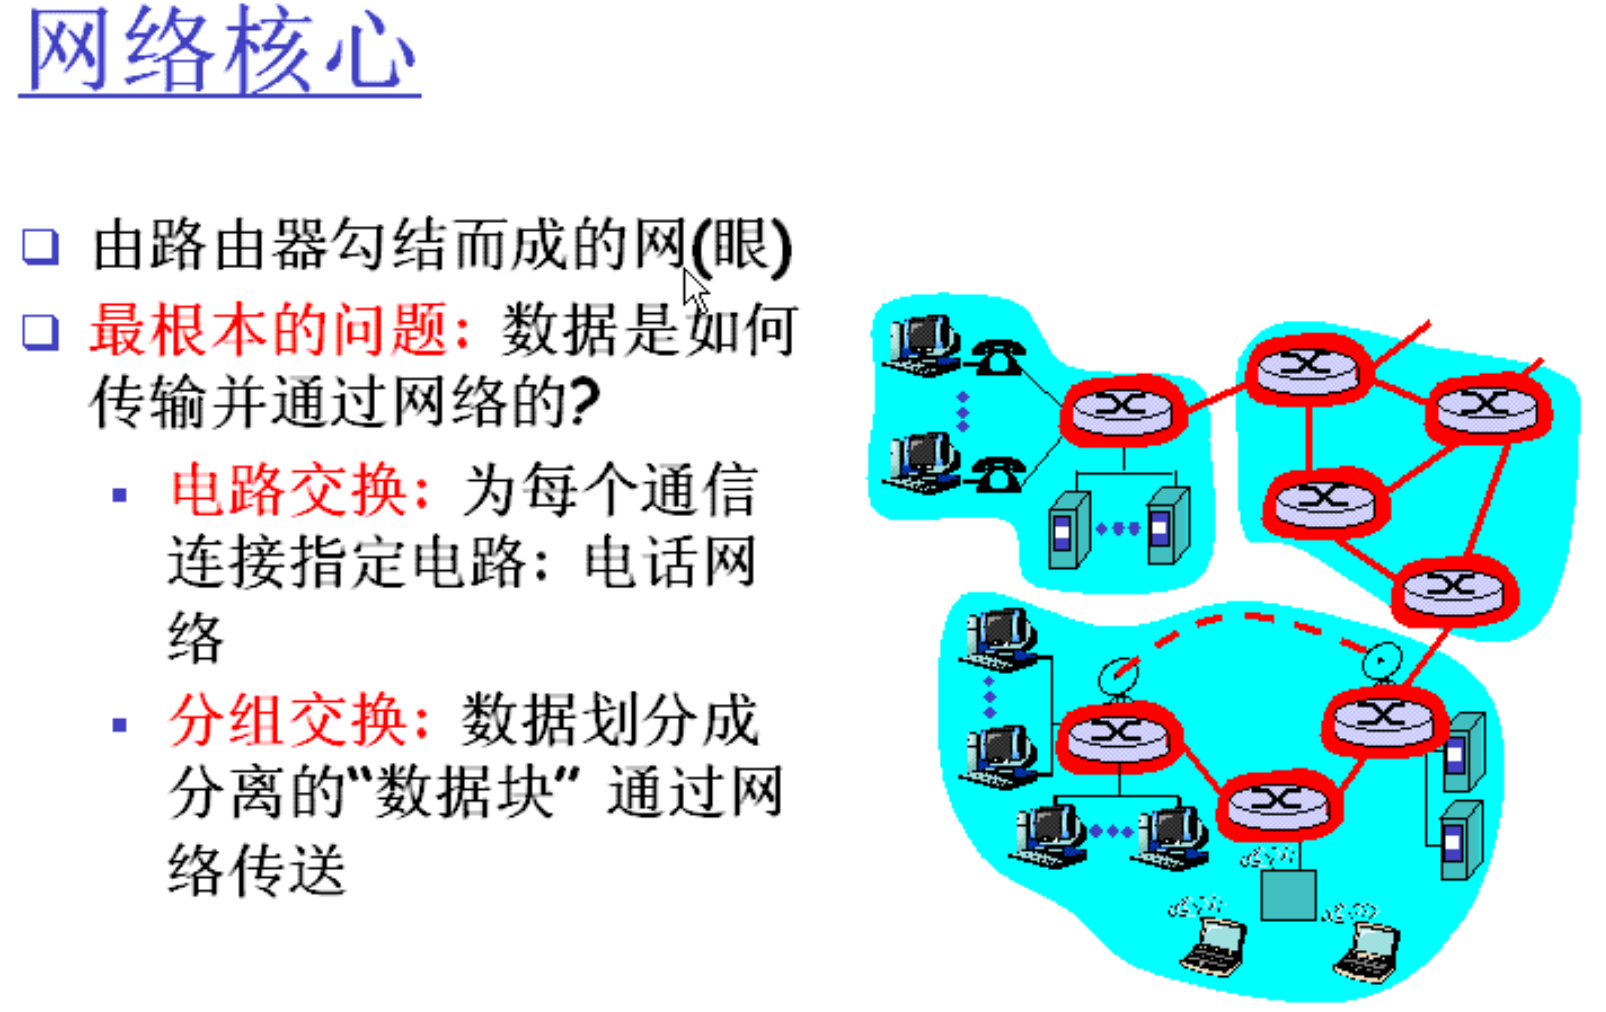 网络核心
由路由器勾结而成的网(眼)
最根本的问题：数据是如何
传输并通过网络的?
电路交换：为每个通信
连接指定电路：电话网
络
分组交换：数据划分成
分离的“数据块” 通过网
络传送